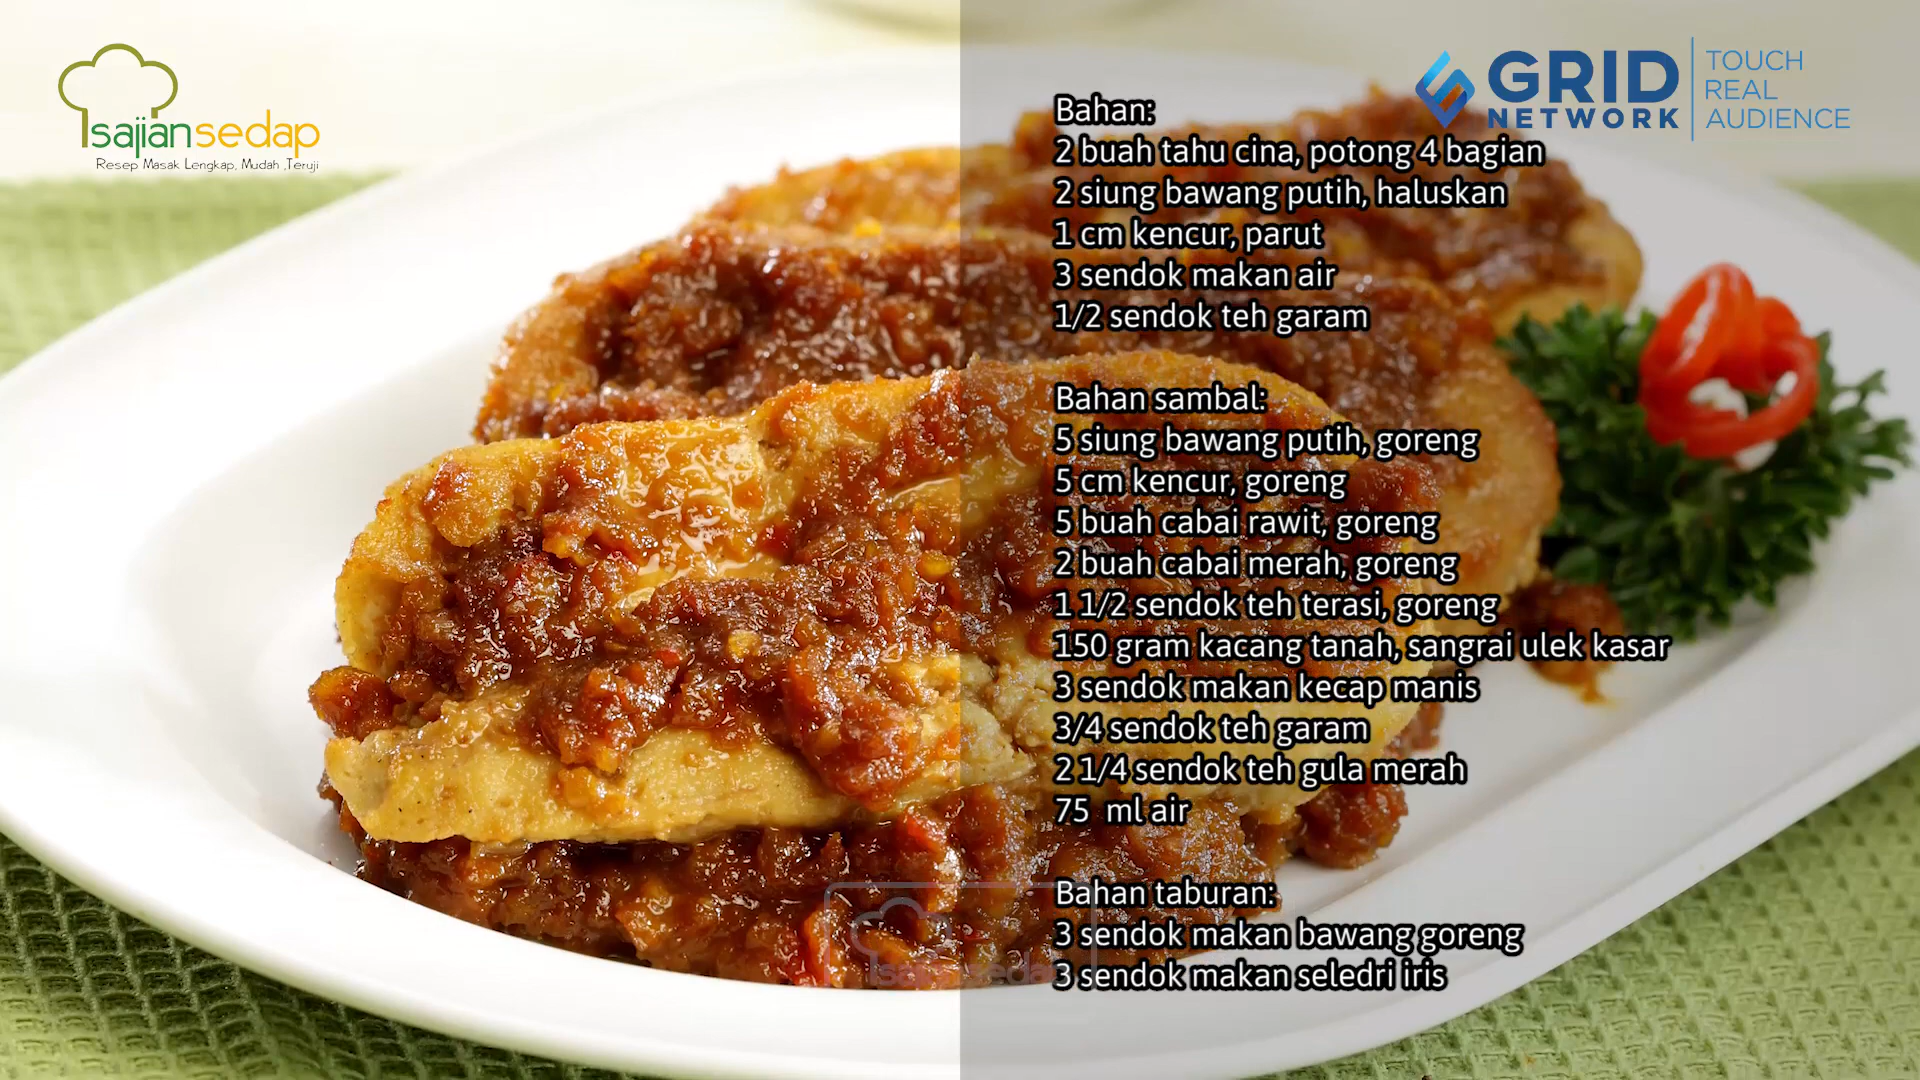 sajiansedap
Resep Masak Lengkap, Mudah ,Teruji
GRID
NETWORK
TOUCH
REAL
AUDIENCE
Bahan:
2 buah tahu cina, potong 4 bagian
2 siung bawang putih, haluskan
1 cm kencur, parut
3 sendok makan air
1/2 sendok teh garam
Bahan sambal:
5 siung bawang putih, goreng
5 cm kencur, goreng
5 buah cabai rawit, goreng
2 buah cabai merah, goreng
1 1/2 sendok teh terasi, goreng
150 gram kacang tanah, sangrai ulek kasar
3 sendok makan kecap manis
3/4 sendok teh garam
2 1/4 sendok teh gula merah
75  ml air
Bahan taburan:
3 sendok makan bawang goreng
3 sendok makan seledri iris
sajiansedap